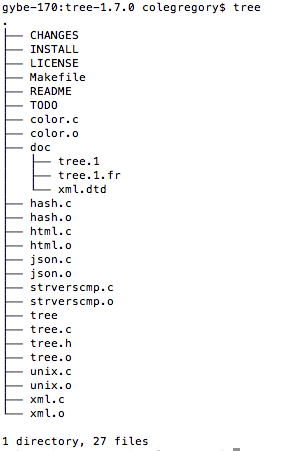 gybe-170:tree-1.7.0 colegregory$ tree
.
├── CHANGES
├── INSTALL
├── LICENSE
├── Makefile
├── README
├── TODO
├── color.c
├── color.o
├── doc
│   ├── tree.1
│   ├── tree.1.fr
│   └── xml.dtd
├── hash.c
├── hash.o
├── html.c
├── html.o
├── json.c
├── json.o
├── strverscmp.c
├── strverscmp.o
├── tree
├── tree.c
├── tree.h
├── tree.o
├── unix.c
├── unix.o
├── xml.c
└── xml.o

1 directory, 27 files